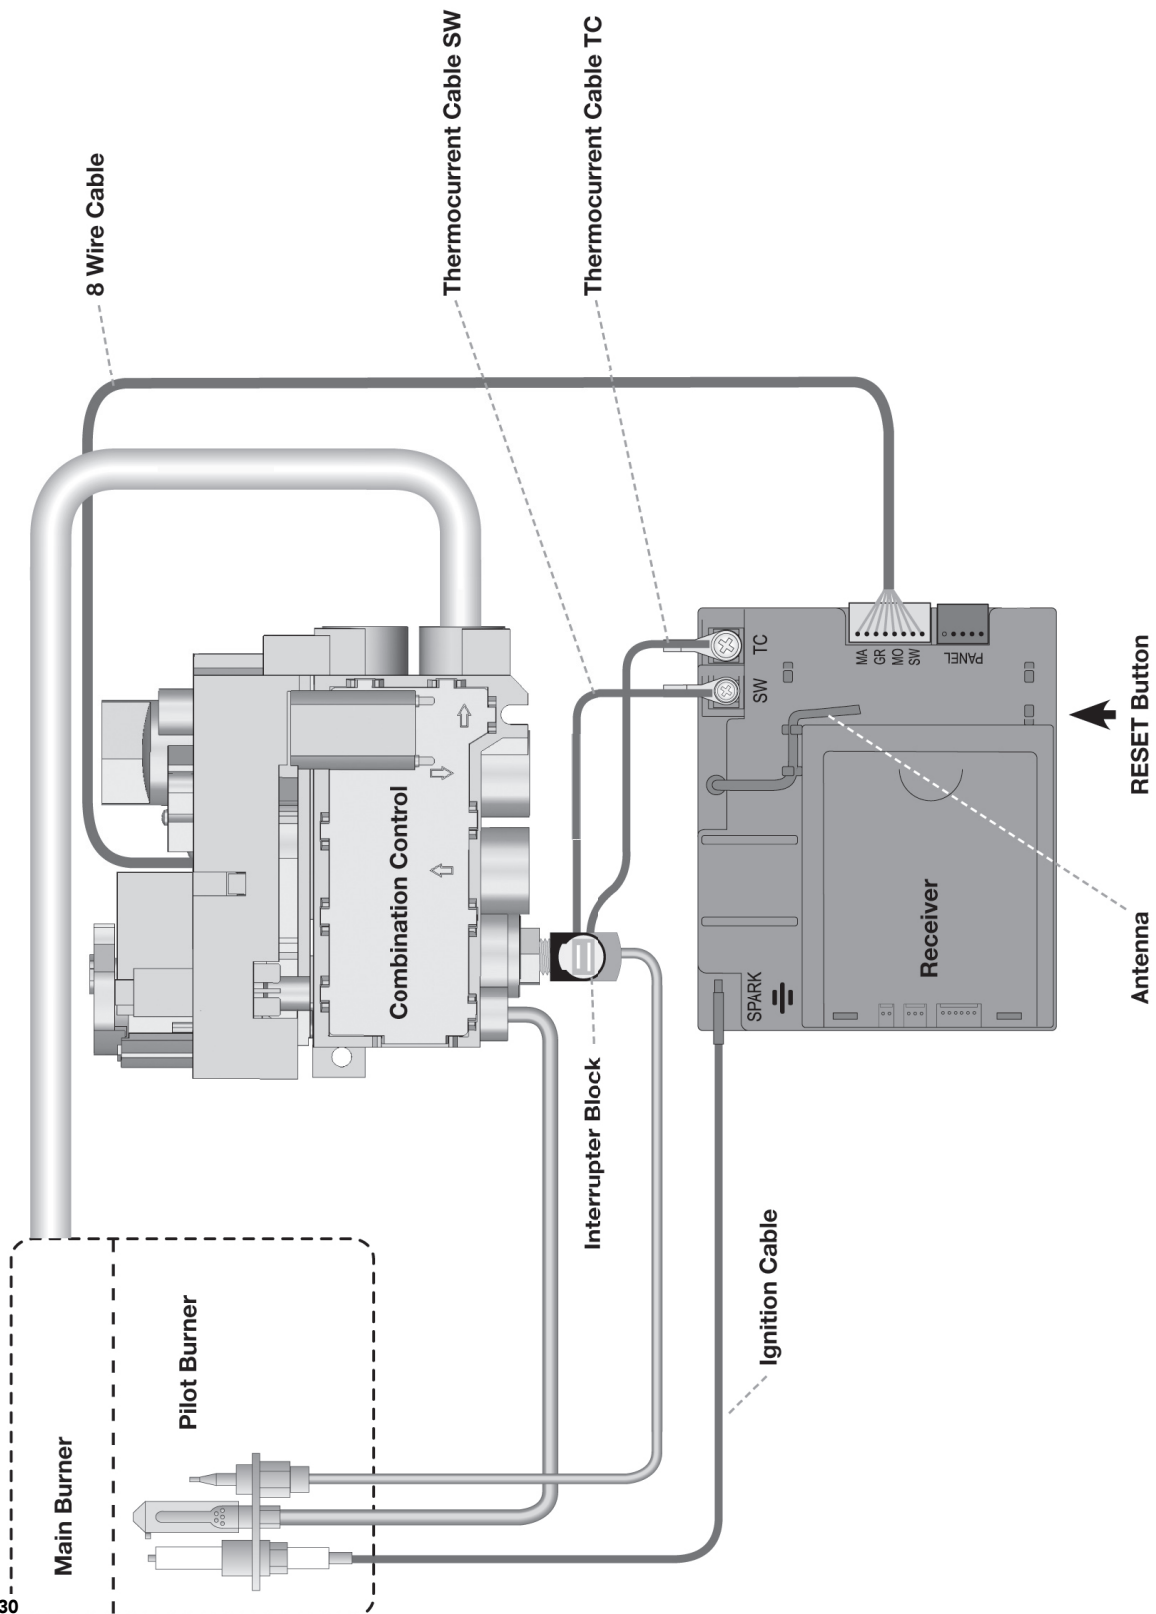 30
Main Burner
Pilot Burner
8 Wire Cable
Thermocurrent Cable SW
Thermocurrent Cable TC
Combination Control
Interrupter Block
Ignition Cable
SPARK
SW
TC
MA
GR
MO
SW
PANEL
Receiver
Antenna
RESET Button